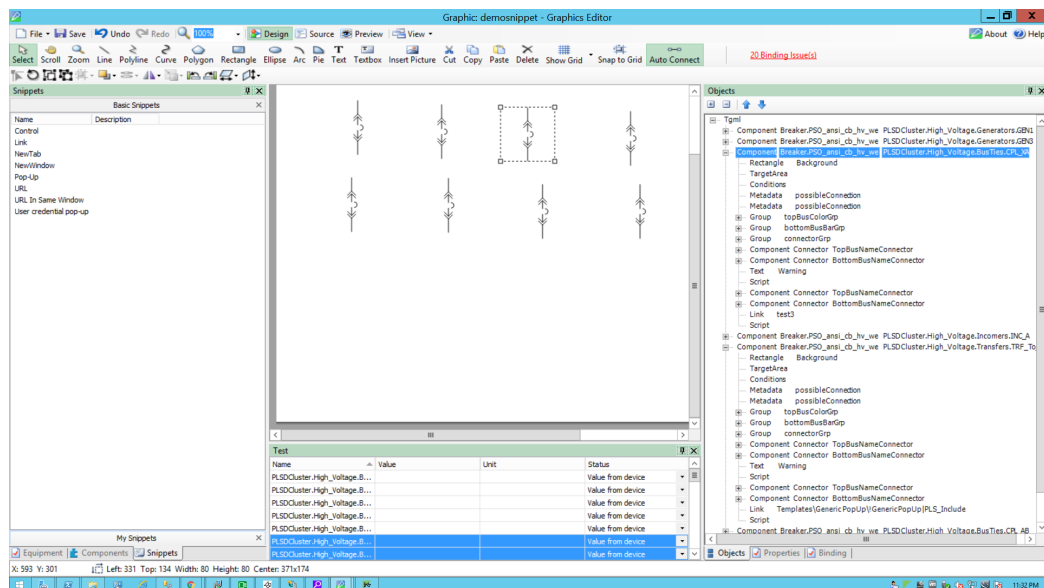 Graphic: demosnippet - Graphics Editor
File Save Undo Redo 100% Design Source Preview View About Help
Select Scroll Zoom Line Polyline Curve Polygon Rectangle Ellipse Arc Pie Text Textbox Insert Picture Cut Copy Paste Delete Show Grid Snap to Grid Auto Connect
20 Binding Issue(s)
Snippets
Basic Snippets
Name Description
Control
Link
NewTab
NewWindow
Pop-Up
URL
URL In Same Window
User credential pop-up
My Snippets
Equipment Components Snippets
Test
Name Value Unit Status
PLSDCluster.High_Voltage.B... Value from device
PLSDCluster.High_Voltage.B... Value from device
PLSDCluster.High_Voltage.B... Value from device
PLSDCluster.High_Voltage.B... Value from device
PLSDCluster.High_Voltage.B... Value from device
PLSDCluster.High_Voltage.B... Value from device
PLSDCluster.High_Voltage.B... Value from device
Objects
Tgml
Component Breaker.PSO_ansi_cb_hv_we PLSDCluster.High_Voltage.Generators.GEN1
Component Breaker.PSO_ansi_cb_hv_we PLSDCluster.High_Voltage.Generators.GEN3
Component Breaker.PSO_ansi_cb_hv_we PLSDCluster.High_Voltage.BusTies.CPL_XA
Rectangle Background
TargetArea
Conditions
Metadata possibleConnection
Metadata possibleConnection
Group topBusColorGrp
Group bottomBusBarGrp
Group connectorGrp
Component Connector TopBusNameConnector
Component Connector BottomBusNameConnector
Text Warning
Script
Component Connector TopBusNameConnector
Component Connector BottomBusNameConnector
Link test3
Script
Component Breaker.PSO_ansi_cb_hv_we PLSDCluster.High_Voltage.Incomers.INC_A
Component Breaker.PSO_ansi_cb_hv_we PLSDCluster.High_Voltage.Transfers.TRF_To
Rectangle Background
TargetArea
Conditions
Metadata possibleConnection
Metadata possibleConnection
Group topBusColorGrp
Group bottomBusBarGrp
Group connectorGrp
Component Connector TopBusNameConnector
Component Connector BottomBusNameConnector
Text Warning
Script
Component Connector TopBusNameConnector
Component Connector BottomBusNameConnector
Link Templates\Generic PopUp\!GenericPopUp|PLS_Include
Script
Component Breaker.PSO_ansi_cb_hv_we PLSDCluster.High_Voltage.BusTies.CPL_AB
Objects Properties Binding
X: 593 Y: 301 Left: 331 Top: 134 Width: 80 Height: 80 Center: 371x174
11:32 PM